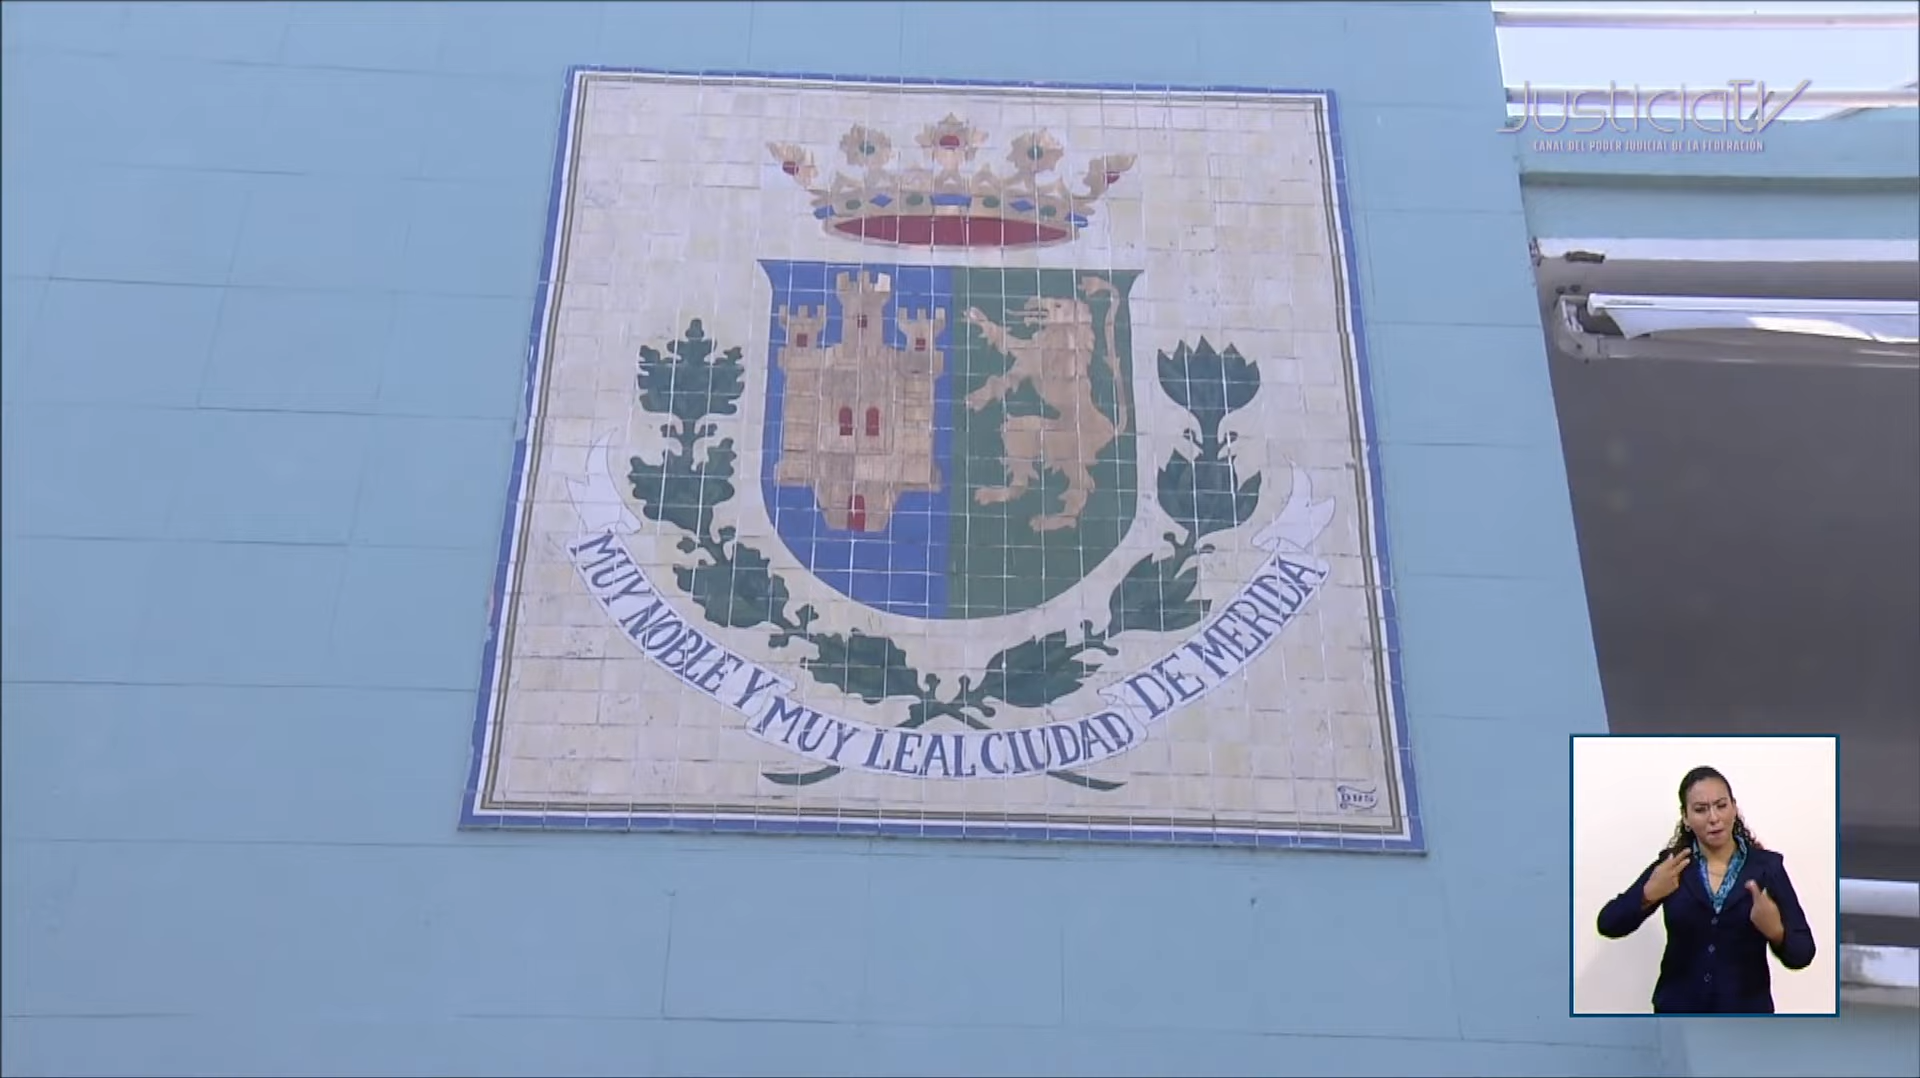 JUSTICIATV
CANAL DEL PODER JUDICIAL DE LA FEDERACIÓN
MUY NOBLE Y MUY LEAL CIUDAD DE MERIDA